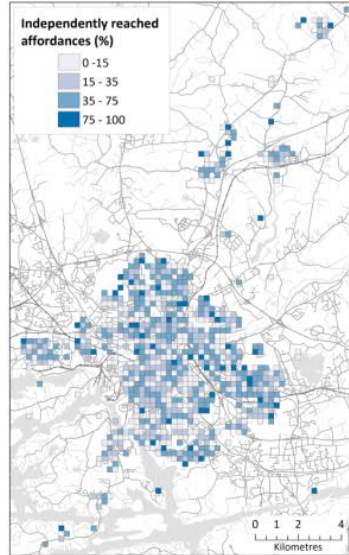 Independently reached
affordances (%)
0 -15
15 - 35
35 - 75
75 - 100
0 1 2 4
Kilometres